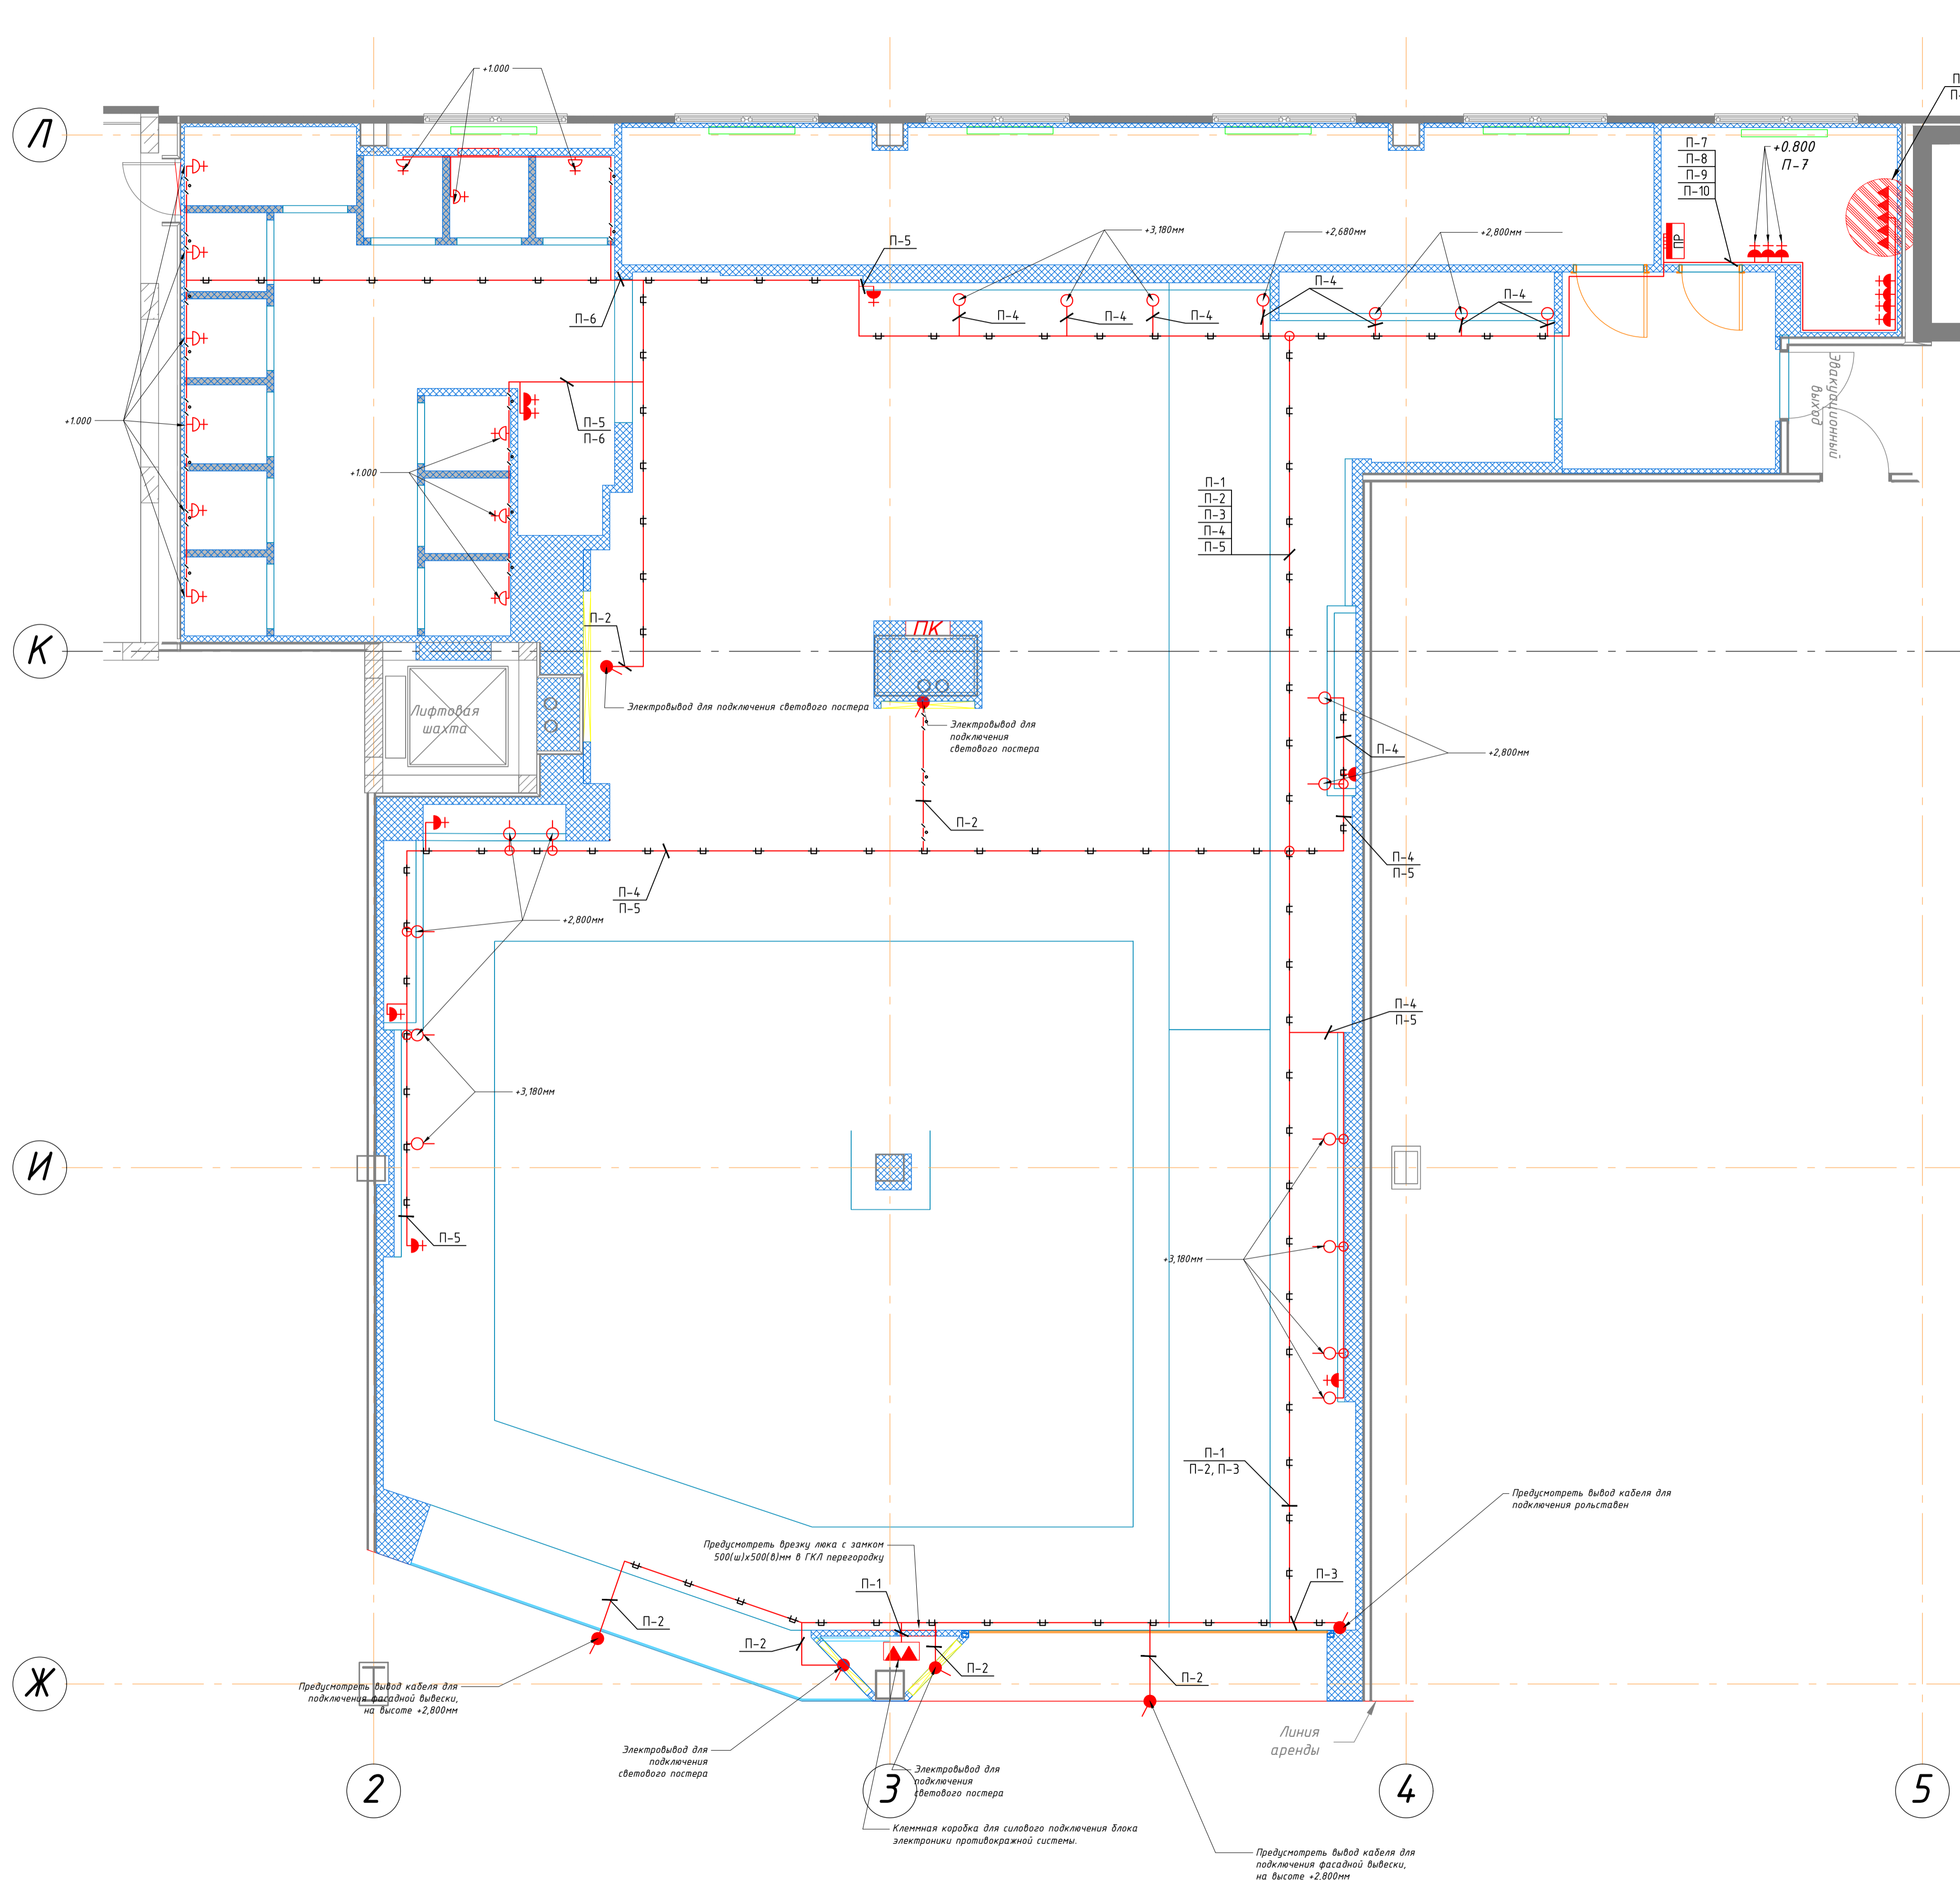 +1.000
П
П-
Л
П-7
П-8
П-9
П-10
+0.800
П-7
ПР
П-5
+3,180мм
+2,680мм
+2,800мм
П-4
П-4
П-4
П-4
П-4
П-6
Эвакуационный
выход
+1.000
П-5
П-6
+1.000
П-1
П-2
П-3
П-4
П-5
П-2
ПК
К
Электровывод для подключения светового постера
Лифтовая
шахта
Электровывод для
подключения
светового постера
П-4
+2,800мм
П-2
П-4
П-5
П-4
П-5
+2,800мм
П-4
П-5
+3,180мм
И
П-5
+3,180мм
П-1
П-2, П-3
Предусмотреть вывод кабеля для
подключения рольставен
Предусмотреть врезку люка с замком
500(ш)х500(в)мм в ГКЛ перегородку
П-1
П-3
П-2
П-2
П-2
П-2
Ж
Предусмотреть вывод кабеля для
подключения фасадной вывески,
на высоте +2,800мм
Линия
аренды
Электровывод для
подключения
светового постера
Электровывод для
подключения
светового постера
2
3
4
5
Клеммная коробка для силового подключения блока
электроники противокражной системы.
Предусмотреть вывод кабеля для
подключения фасадной вывески,
на высоте +2,800мм